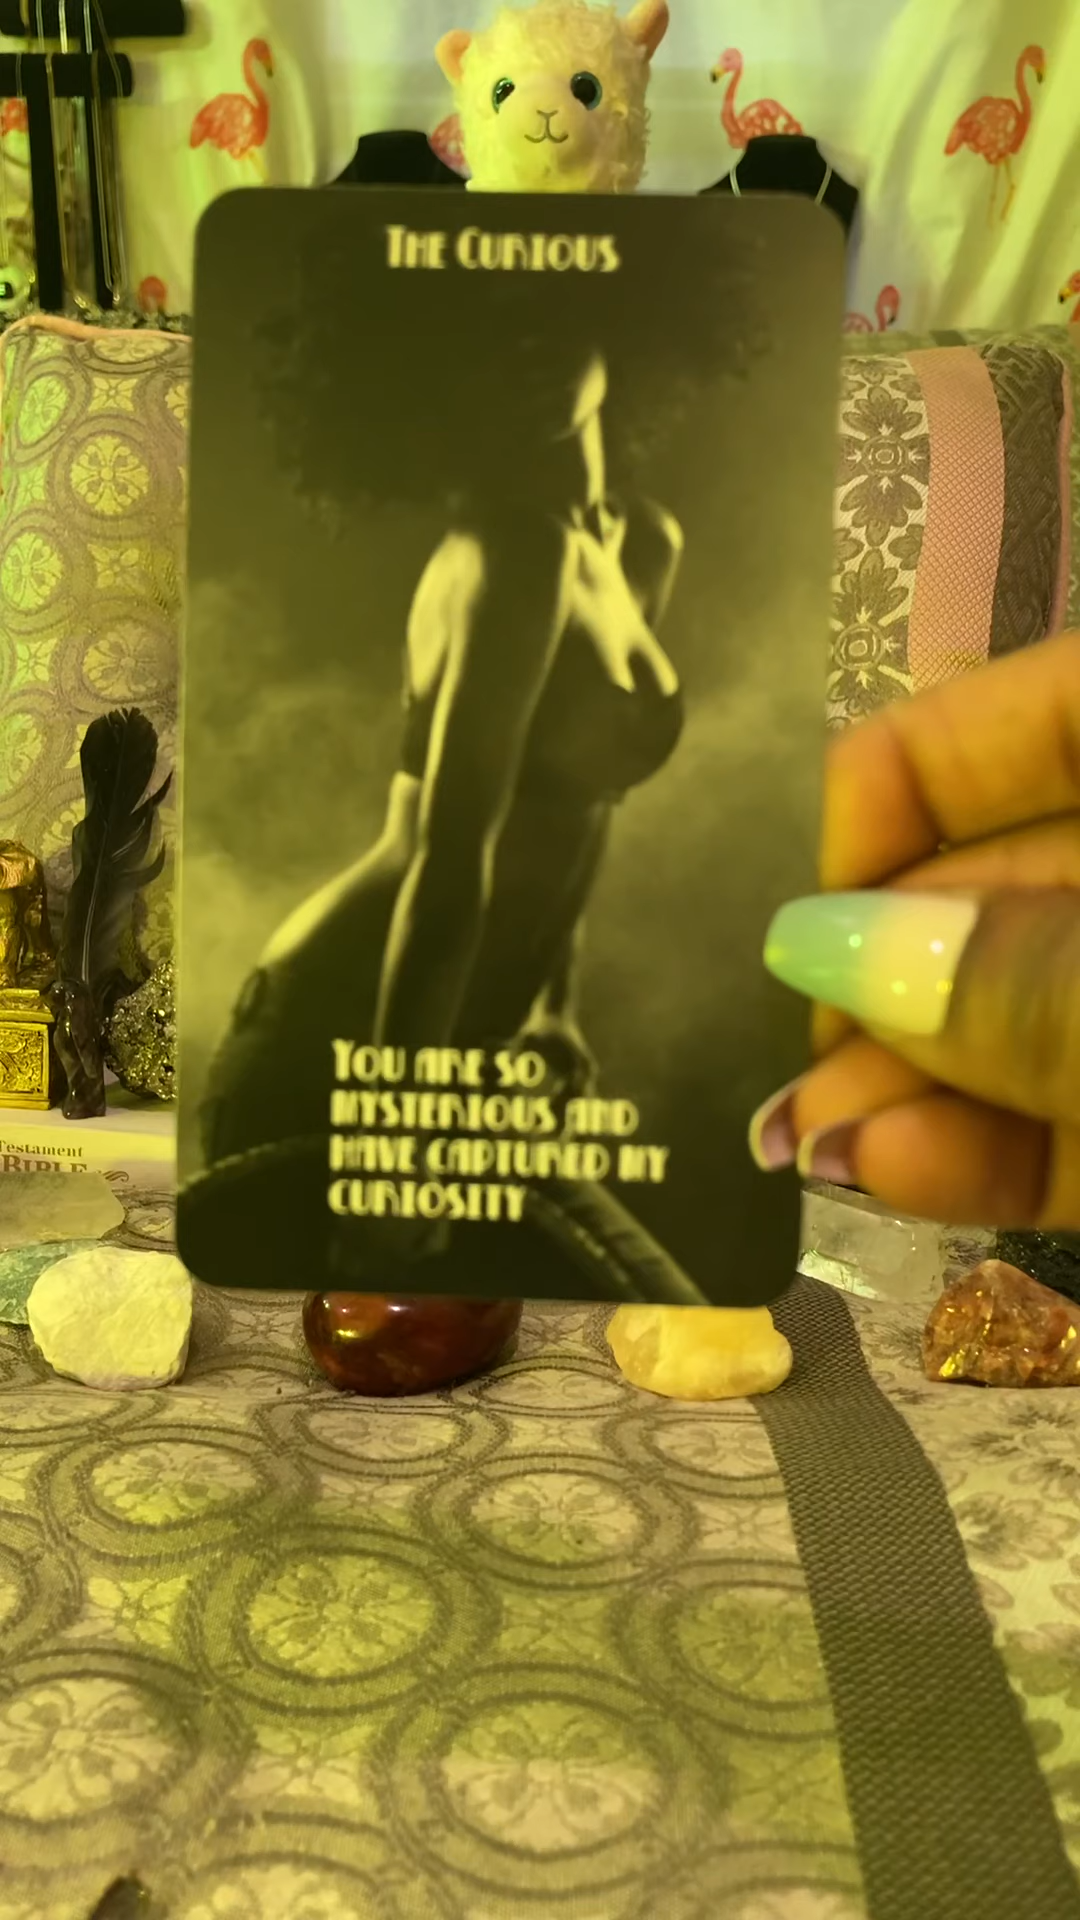 The Curious
You are so
mysterious and
have captured my
curiosity
Testament
Bible